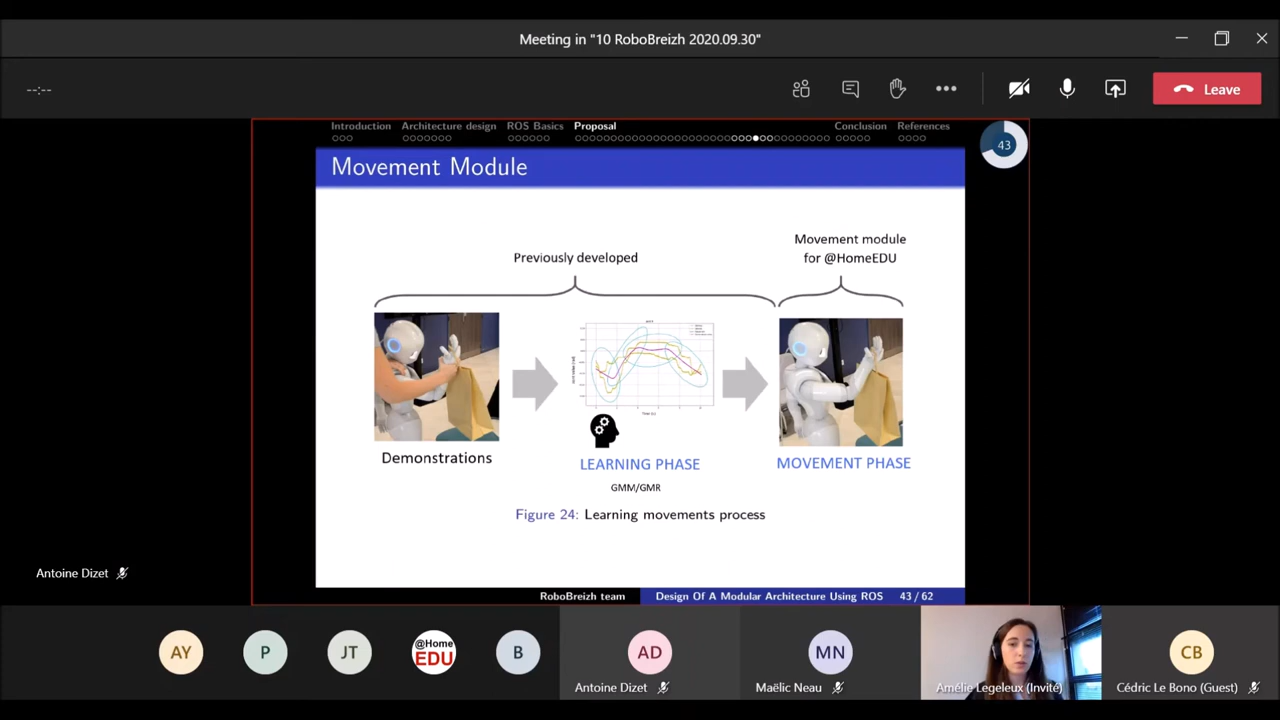 Meeting in "10 RoboBreizh 2020.09.30"
--:--
Leave
Introduction Architecture design ROS Basics Proposal Conclusion References
43
Movement Module
Movement module
for @HomeEDU
Previously developed
Demonstrations
LEARNING PHASE
GMM/GMR
MOVEMENT PHASE
Figure 24: Learning movements process
Antoine Dizet
RoboBreizh team Design Of A Modular Architecture Using ROS 43 / 62
AY P JT @Home EDU B AD MN CB
Antoine Dizet Maëlic Neau Amélie Legeleux (Invité) Cédric Le Bono (Guest)